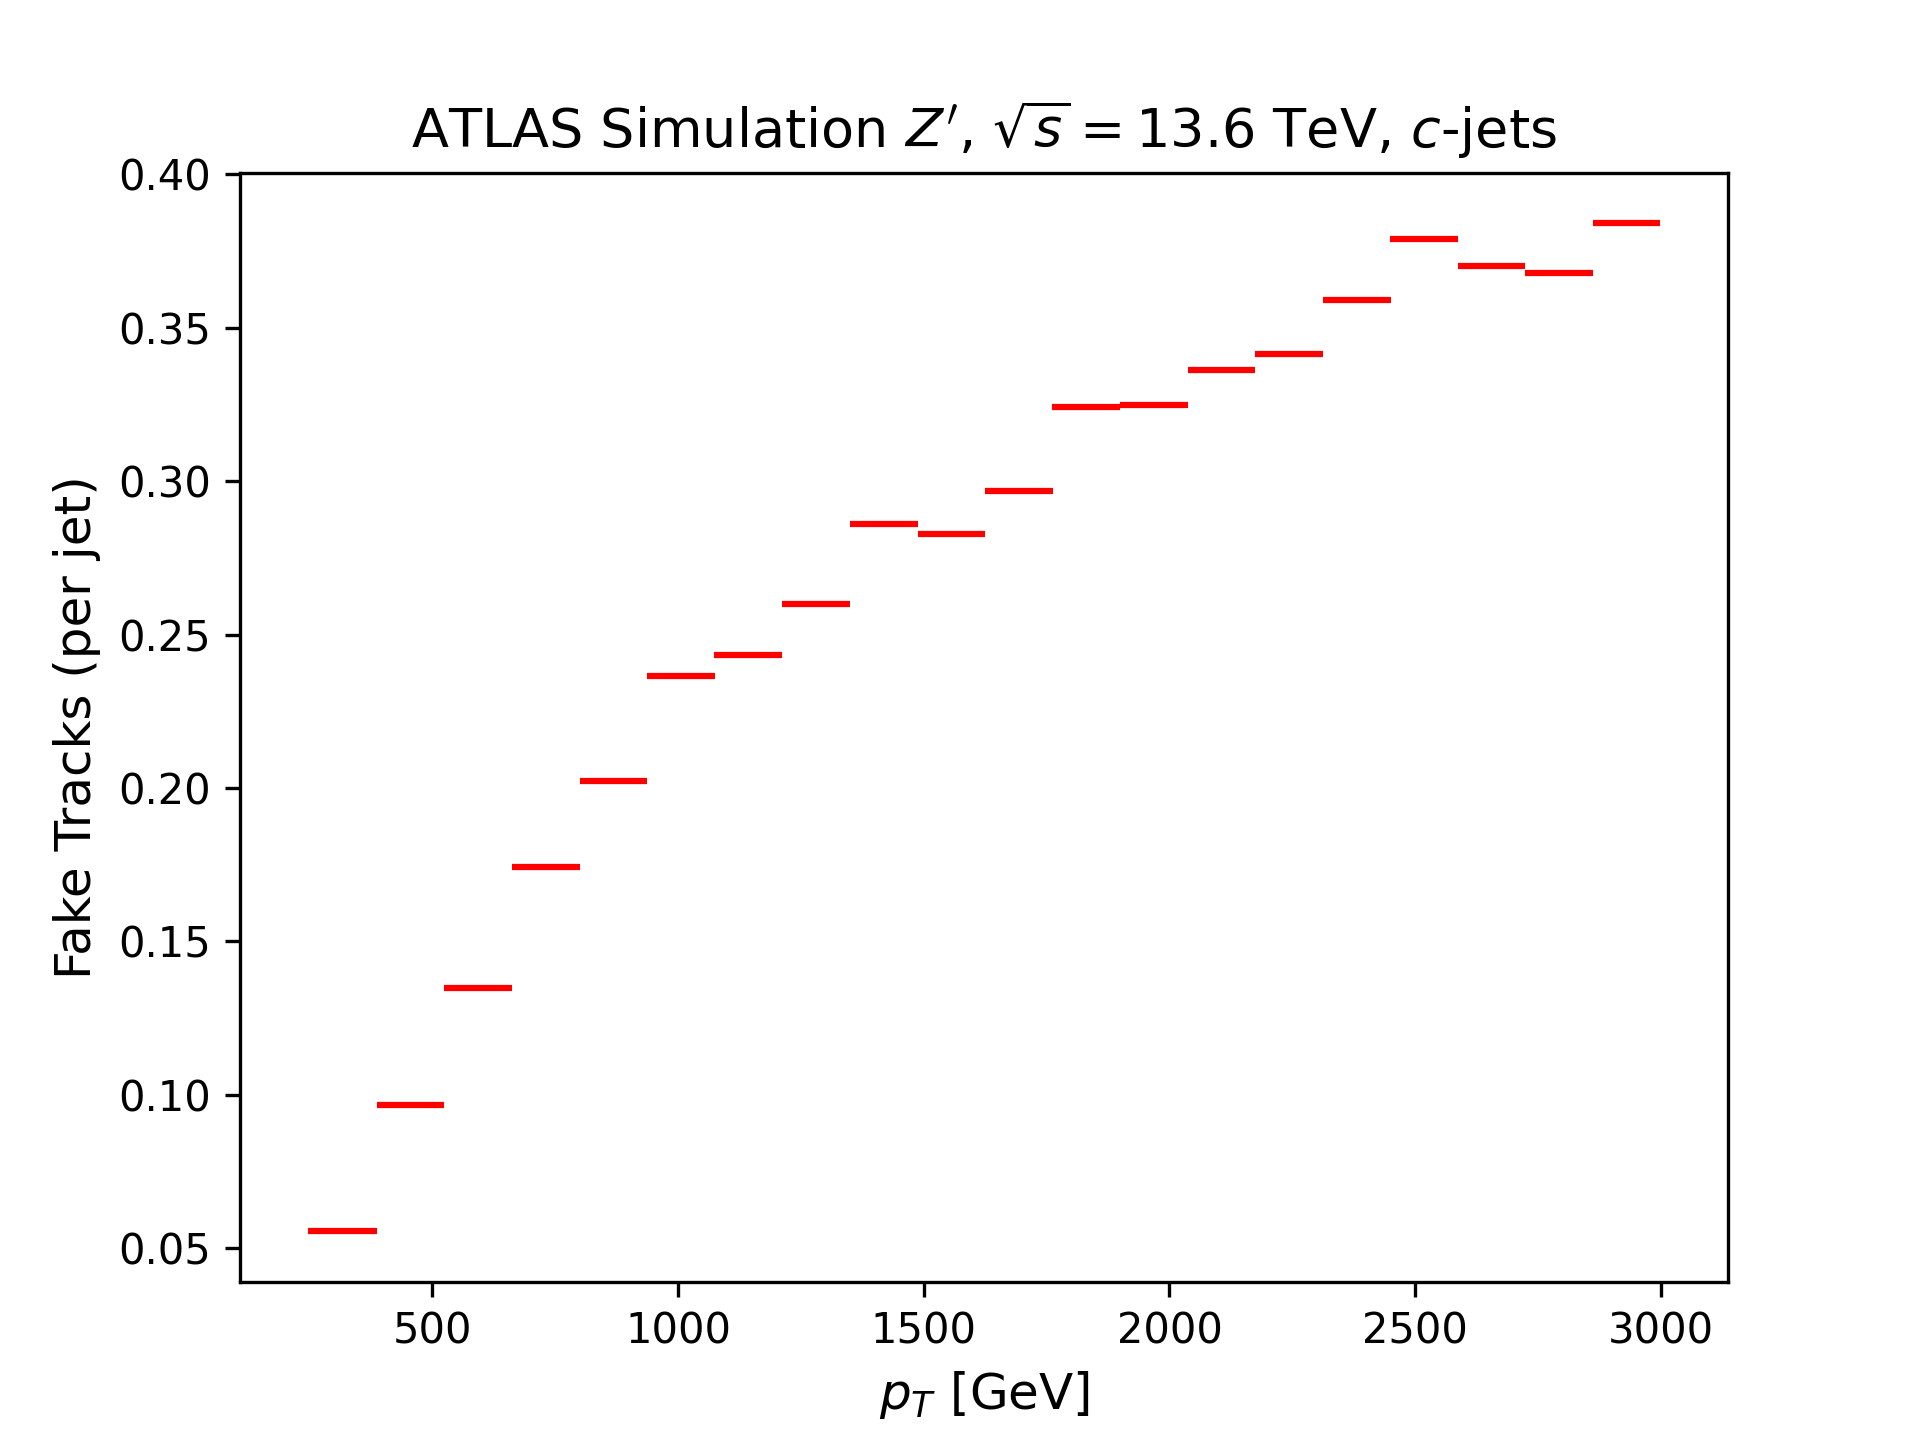 ATLAS Simulation Z′, √s = 13.6 TeV, c-jets
0.40
0.35
0.30
0.25
0.20
0.15
0.10
0.05
Fake Tracks (per jet)
500 1000 1500 2000 2500 3000
p_T [GeV]